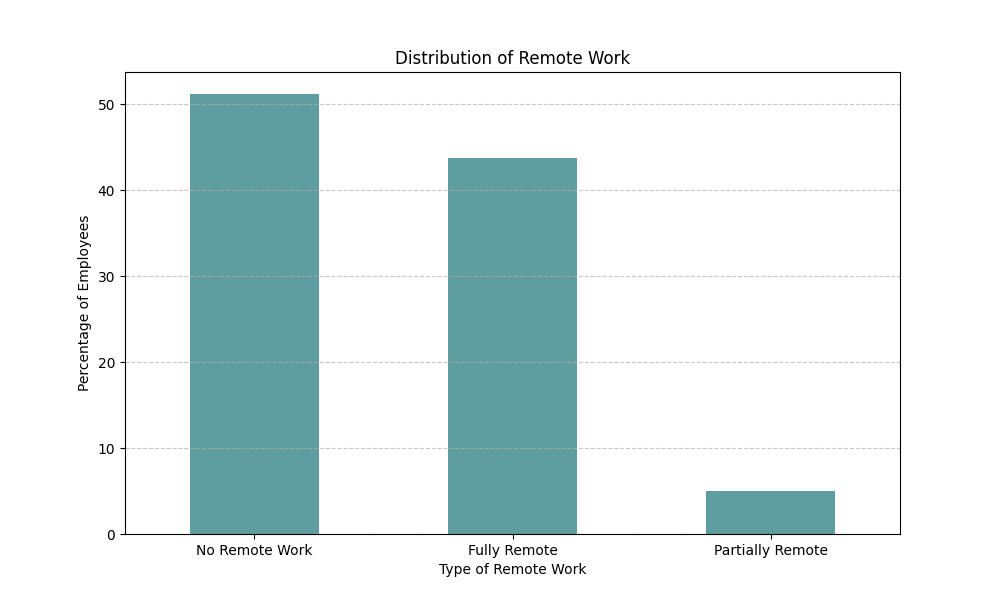 Distribution of Remote Work
Percentage of Employees
50
40
30
20
10
0
No Remote Work
Fully Remote
Partially Remote
Type of Remote Work